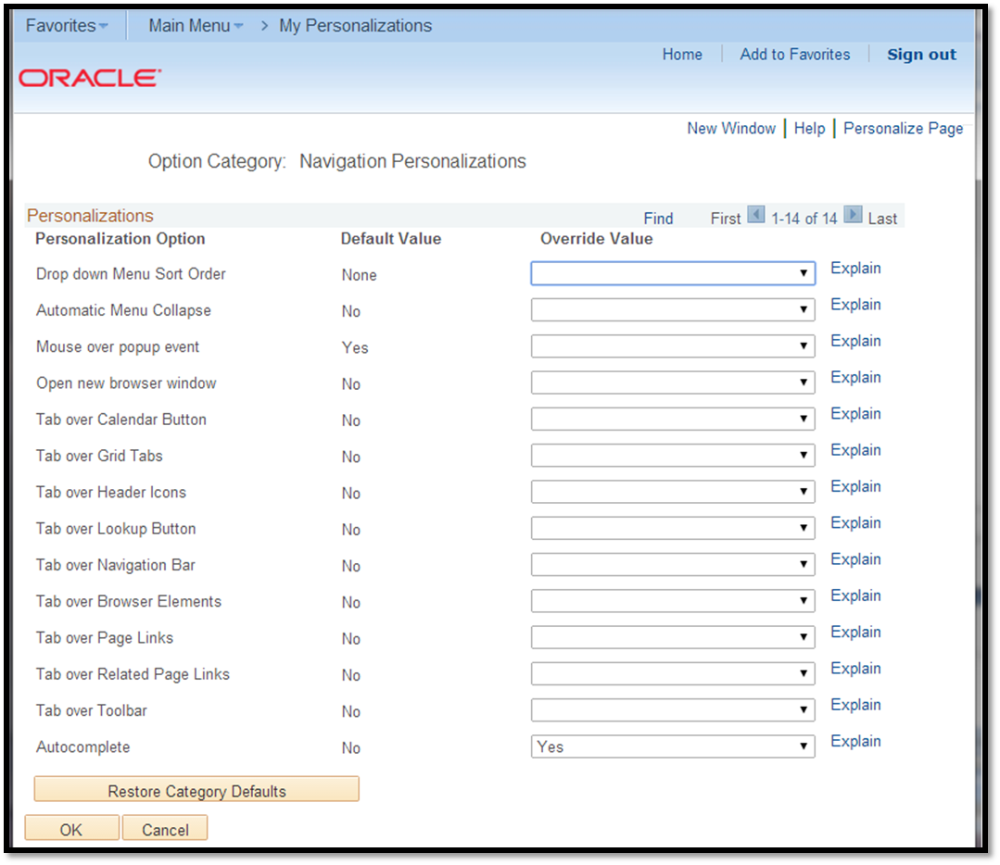 Favorites Main Menu > My Personalizations
Home Add to Favorites Sign out
ORACLE
New Window Help Personalize Page
Option Category: Navigation Personalizations
Personalizations Find First 1-14 of 14 Last
Personalization Option Default Value Override Value
Drop down Menu Sort Order None Explain
Automatic Menu Collapse No Explain
Mouse over popup event Yes Explain
Open new browser window No Explain
Tab over Calendar Button No Explain
Tab over Grid Tabs No Explain
Tab over Header Icons No Explain
Tab over Lookup Button No Explain
Tab over Navigation Bar No Explain
Tab over Browser Elements No Explain
Tab over Page Links No Explain
Tab over Related Page Links No Explain
Tab over Toolbar No Explain
Autocomplete No Yes Explain
Restore Category Defaults
OK Cancel